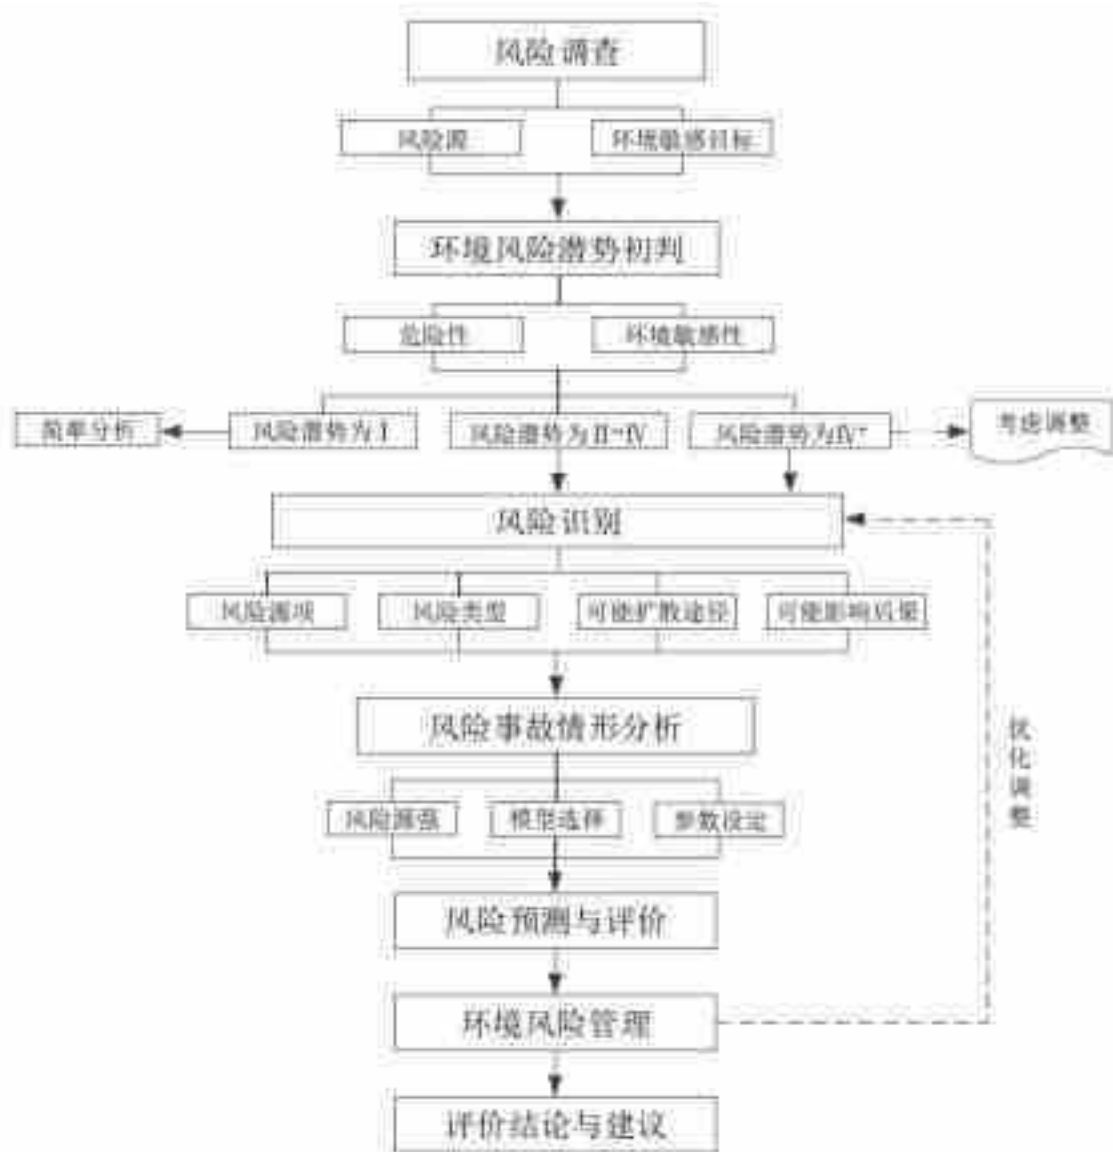 风险调查
风险源
环境敏感目标
环境风险潜势初判
危险性
环境敏感性
简单分析
风险潜势为Ⅰ
风险潜势为Ⅱ~Ⅳ
风险潜势为Ⅳ⁺
考虑调整
风险识别
风险源项
风险类型
可能扩散途径
可能影响后果
风险事故情形分析
优化调整
风险源强
模型选择
参数设定
风险预测与评价
环境风险管理
评价结论与建议